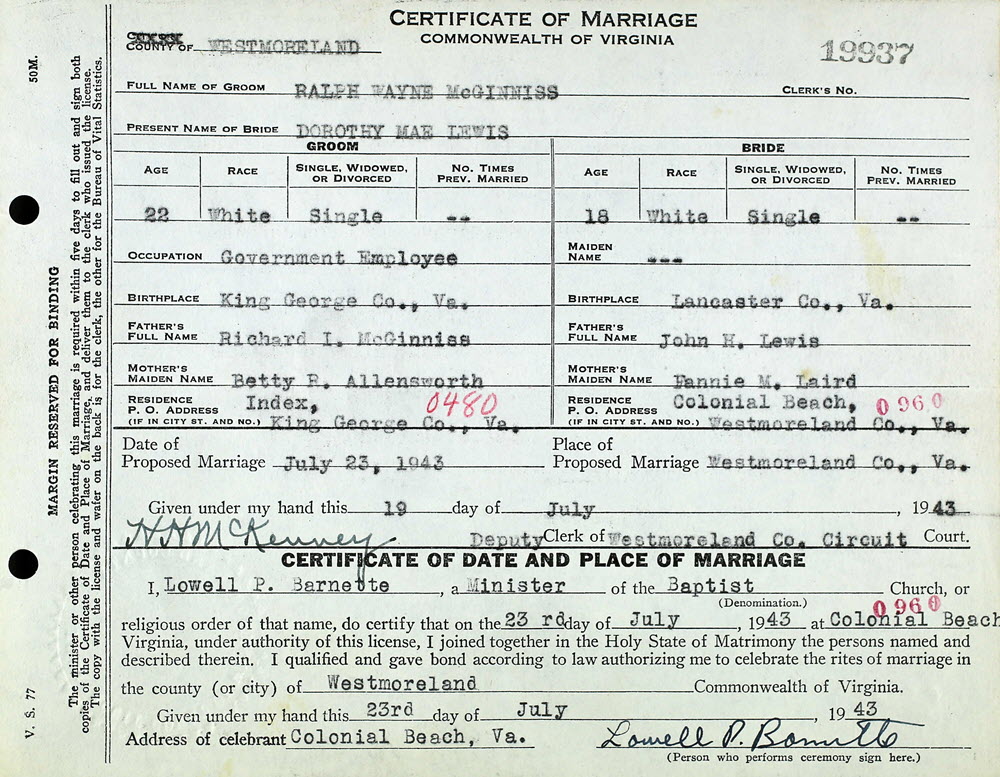 CERTIFICATE OF MARRIAGE
COMMONWEALTH OF VIRGINIA
COUNTY OF WESTMORELAND
19937
FULL NAME OF GROOM RALPH WAYNE McGINNISS CLERK'S NO.
PRESENT NAME OF BRIDE DOROTHY MAE LEWIS
GROOM BRIDE
AGE RACE SINGLE, WIDOWED, OR DIVORCED NO. TIMES PREV. MARRIED AGE RACE SINGLE, WIDOWED, OR DIVORCED NO. TIMES PREV. MARRIED
22 White Single -- 18 White Single --
OCCUPATION Government Employee MAIDEN NAME ---
BIRTHPLACE King George Co., Va. BIRTHPLACE Lancaster Co., Va.
FATHER'S FULL NAME Richard I. McGinniss FATHER'S FULL NAME John H. Lewis
MOTHER'S MAIDEN NAME Betty R. Allensworth MOTHER'S MAIDEN NAME Fannie M. Laird
RESIDENCE P. O. ADDRESS (IF IN CITY ST. AND NO.) Index, King George Co., Va. 0480 RESIDENCE P. O. ADDRESS (IF IN CITY ST. AND NO.) Colonial Beach, Westmoreland Co., Va. 0960
Date of Proposed Marriage July 23, 1943 Place of Proposed Marriage Westmoreland Co., Va.
Given under my hand this 19 day of July, 1943
H H McKenney Deputy Clerk of Westmoreland Co. Circuit Court.
CERTIFICATE OF DATE AND PLACE OF MARRIAGE
I, Lowell P. Barnette, a Minister of the Baptist Church, or
(Denomination.)
0960
religious order of that name, do certify that on the 23 rd day of July, 1943 at Colonial Beach
Virginia, under authority of this license, I joined together in the Holy State of Matrimony the persons named and
described therein. I qualified and gave bond according to law authorizing me to celebrate the rites of marriage in
the county (or city) of Westmoreland Commonwealth of Virginia.
Given under my hand this 23rd day of July, 1943
Address of celebrant Colonial Beach, Va. Lowell P. Barnette
(Person who performs ceremony sign here.)
V. S. 77
50M.
MARGIN RESERVED FOR BINDING
The minister or other person celebrating this marriage is required within five days to fill out and sign both
copies of the Certificate of Date and Place of Marriage, and deliver them to the clerk who issued the license.
The copy with the license and wafer on the back is for the clerk, the other for the Bureau of Vital Statistics.